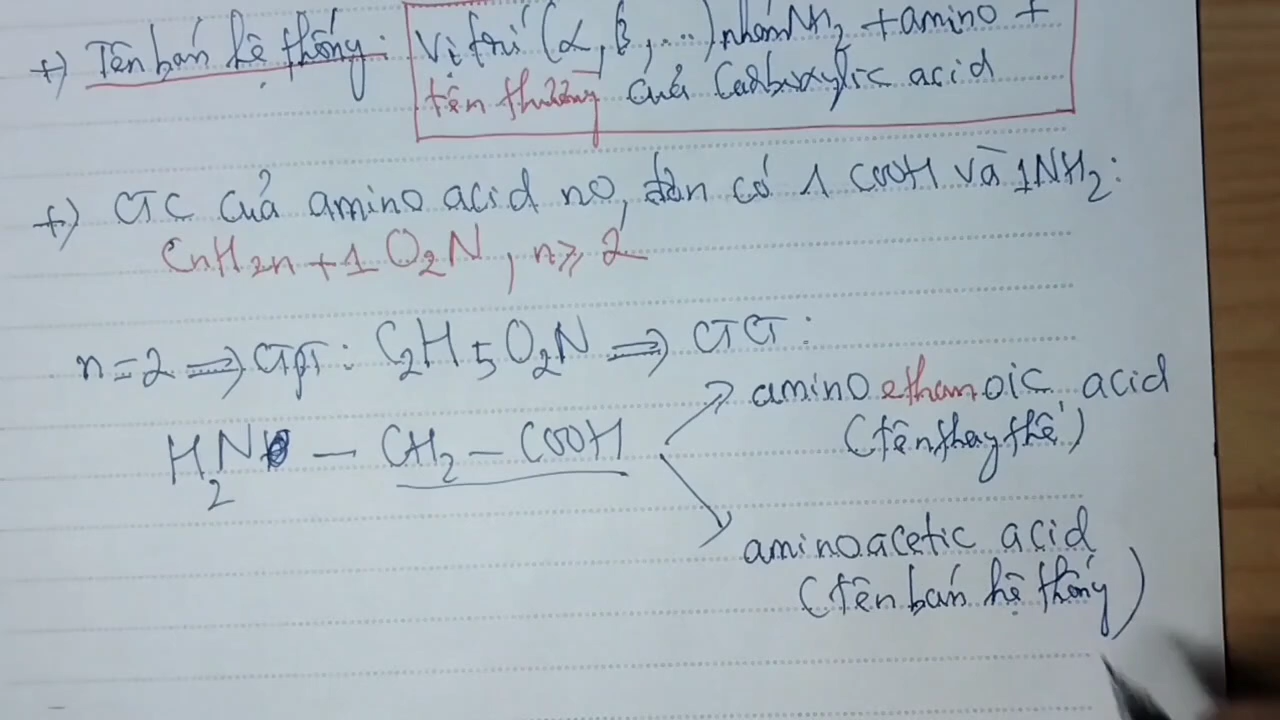 +) Tên bán hệ thống: Vị trí (α, β, ...) nhóm NH₂ + amino +
tên thường của Carboxylic acid
+) CTC của amino acid no, đơn có 1 COOH và 1NH₂:
CnH2n+1O₂N, n ≥ 2
n=2 ⟹ CTPT: C₂H₅O₂N ⟹ CTCT:
H₂N – CH₂ – COOH
aminoethanoic acid
(tên thay thế)
aminoacetic acid
(tên bán hệ thống)